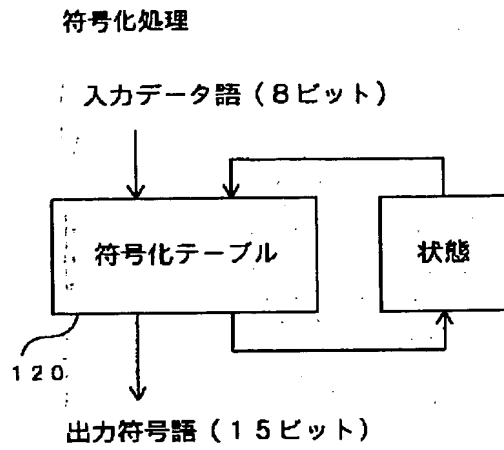 符号化処理
入力データ語（8ビット）
符号化テーブル
状態
120
出力符号語（15ビット）